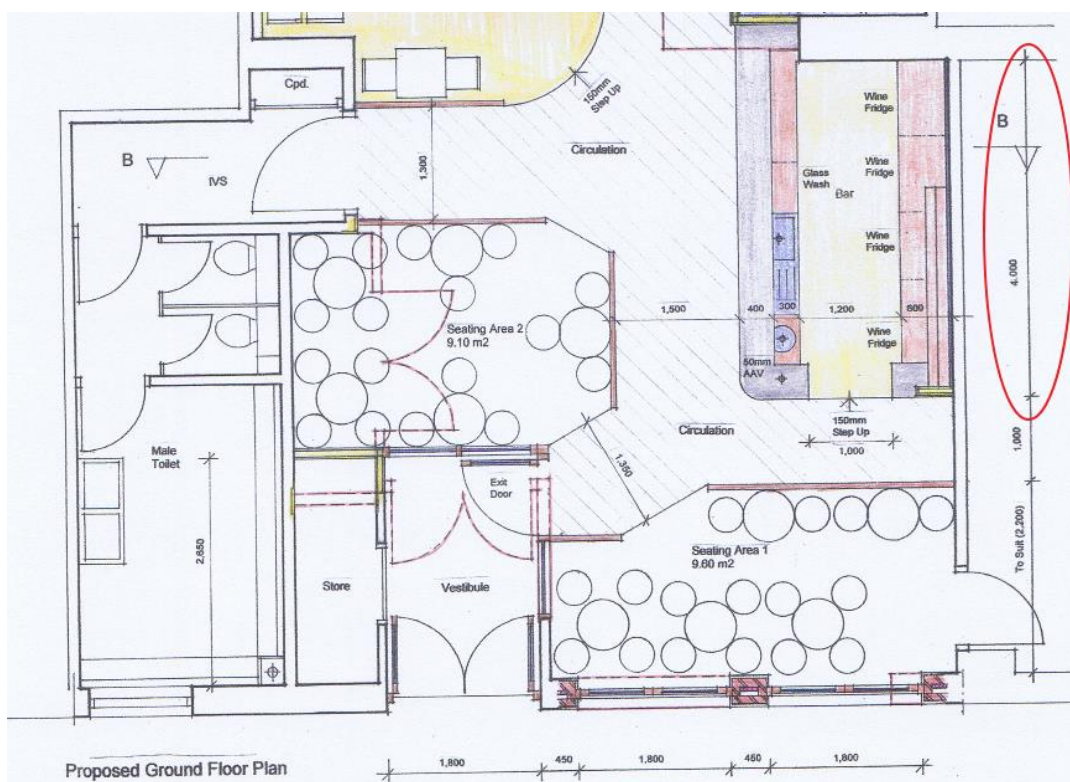 Cpd.
150mm
Step Up
Wine
Fridge
B
B
Circulation
1,300
IVS
Glass
Wash
Bar
Wine
Fridge
Wine
Fridge
4.000
1,500
400
300
1,200
600
Seating Area 2
9.10 m2
Wine
Fridge
50mm
AAV
150mm
Step Up
1,000
Circulation
1,000
Male
Toilet
1.350
Exit
Door
2.650
Seating Area 1
9.60 m2
To Suit (2,200)
Store
Vestibule
Proposed Ground Floor Plan
1,800
450
1,800
450
1,800